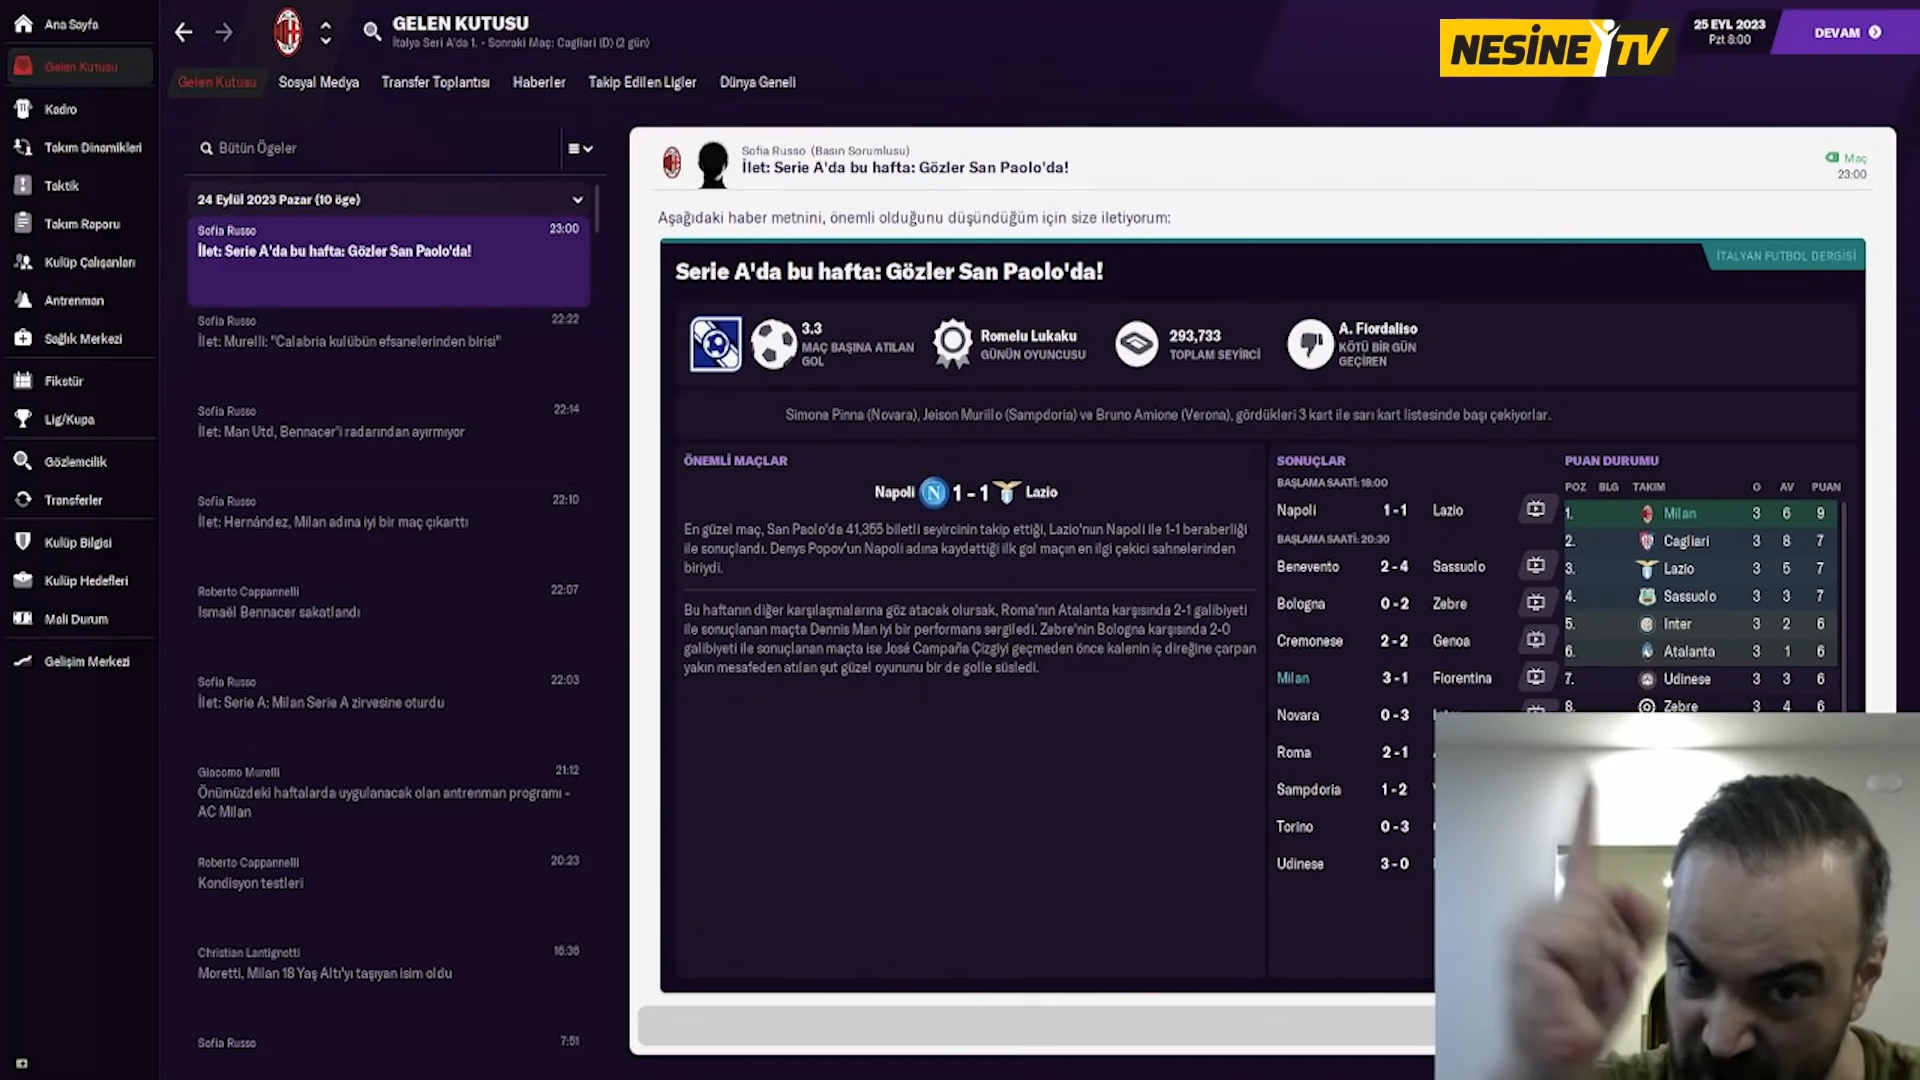 Ana Sayfa
Gelen Kutusu
Kadro
Takım Dinamikleri
Taktik
Takım Raporu
Kulüp Çalışanları
Antrenman
Sağlık Merkezi
Fikstür
Lig/Kupa
Gözlemcilik
Transferler
Kulüp Bilgisi
Kulüp Hedefleri
Mali Durum
Gelişim Merkezi
GELEN KUTUSU
İtalya Seri A'da 1. - Sonraki Maç: Cagliari (D) (2 gün)
NESİNE TV
25 EYL 2023
Pzt 8:00
DEVAM
Gelen Kutusu Sosyal Medya Transfer Toplantısı Haberler Takip Edilen Ligler Dünya Geneli
Bütün Ögeler
24 Eylül 2023 Pazar (10 öge)
Sofia Russo 23:00
İlet: Serie A'da bu hafta: Gözler San Paolo'da!
Sofia Russo 22:22
İlet: Murelli: "Calabria kulübün efsanelerinden birisi"
Sofia Russo 22:14
İlet: Man Utd, Bennacer'i radarından ayırmıyor
Sofia Russo 22:10
İlet: Hernández, Milan adına iyi bir maç çıkarttı
Roberto Cappannelli 22:07
Ismaël Bennacer sakatlandı
Sofia Russo 22:03
İlet: Serie A: Milan Serie A zirvesine oturdu
Giacomo Murelli 21:12
Önümüzdeki haftalarda uygulanacak olan antrenman programı -
AC Milan
Roberto Cappannelli 20:23
Kondisyon testleri
Christian Lantignotti 16:36
Moretti, Milan 18 Yaş Altı'yı taşıyan isim oldu
Sofia Russo 7:51
Sofia Russo (Basın Sorumlusu)
İlet: Serie A'da bu hafta: Gözler San Paolo'da!
Maç
23:00
Aşağıdaki haber metnini, önemli olduğunu düşündüğüm için size iletiyorum:
İTALYAN FUTBOL DERGİSİ
Serie A'da bu hafta: Gözler San Paolo'da!
3.3
MAÇ BAŞINA ATILAN
GOL
Romelu Lukaku
GÜNÜN OYUNCUSU
293,733
TOPLAM SEYİRCİ
A. Fiordaliso
KÖTÜ BİR GÜN
GEÇİREN
Simone Pinna (Novara), Jeison Murillo (Sampdoria) ve Bruno Amione (Verona), gördükleri 3 kart ile sarı kart listesinde başı çekiyorlar.
ÖNEMLİ MAÇLAR
Napoli N 1 - 1 Lazio
En güzel maç, San Paolo'da 41,355 biletli seyircinin takip ettiği, Lazio'nun Napoli ile 1-1 beraberliği
ile sonuçlandı. Denys Popov'un Napoli adına kaydettiği ilk gol maçın en ilgi çekici sahnelerinden
biriydi.
Bu haftanın diğer karşılaşmalarına göz atacak olursak, Roma'nın Atalanta karşısında 2-1 galibiyeti
ile sonuçlanan maçta Dennis Man iyi bir performans sergiledi. Zebre'nin Bologna karşısında 2-0
galibiyeti ile sonuçlanan maçta ise José Campaña Çizgiyi geçmeden önce kalenin iç direğine çarpan
yakın mesafeden atılan şut güzel oyununu bir de golle süsledi.
SONUÇLAR
BAŞLAMA SAATİ: 18:00
Napoli 1 - 1 Lazio
BAŞLAMA SAATİ: 20:30
Benevento 2 - 4 Sassuolo
Bologna 0 - 2 Zebre
Cremonese 2 - 2 Genoa
Milan 3 - 1 Fiorentina
Novara 0 - 3
Roma 2 - 1
Sampdoria 1 - 2
Torino 0 - 3
Udinese 3 - 0
PUAN DURUMU
POZ BLG TAKIM O AV PUAN
1. Milan 3 6 9
2. Cagliari 3 8 7
3. Lazio 3 5 7
4. Sassuolo 3 3 7
5. Inter 3 2 6
6. Atalanta 3 1 6
7. Udinese 3 3 6
8. Zebre 3 4 6